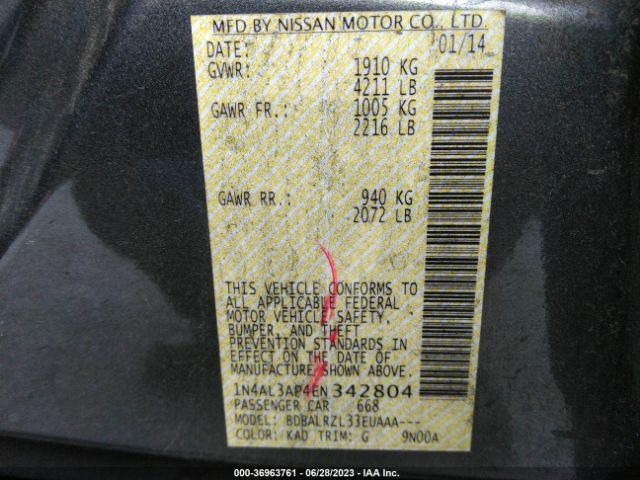 MFD BY NISSAN MOTOR CO., LTD.
DATE: 01/14
GVWR: 1910 KG
4211 LB
GAWR FR.: 1005 KG
2216 LB
GAWR RR.: 940 KG
2072 LB
THIS VEHICLE CONFORMS TO
ALL APPLICABLE FEDERAL
MOTOR VEHICLE SAFETY,
BUMPER, AND THEFT
PREVENTION STANDARDS IN
EFFECT ON THE DATE OF
MANUFACTURE SHOWN ABOVE.
1N4AL3AP4EN342804
PASSENGER CAR 668
MODEL: BDBALRZL33EUAAA---
COLOR: KAD TRIM: G 9N00A
000-36963761 - 06/28/2023 - IAA Inc.